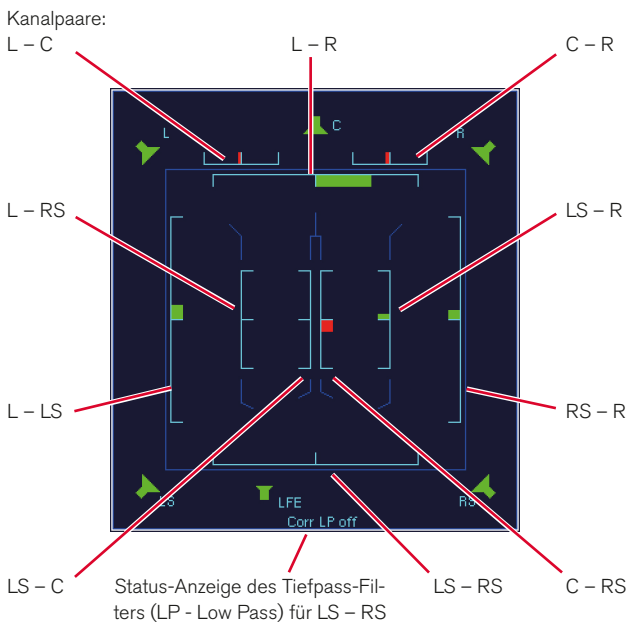 Kanalpaare:
L – C
L – R
C – R
L
C
R
L – RS
LS – R
L – LS
RS – R
LS
LFE
RS
Corr LP off
LS – C
Status-Anzeige des Tiefpass-Fil-
ters (LP - Low Pass) für LS – RS
LS – RS
C – RS